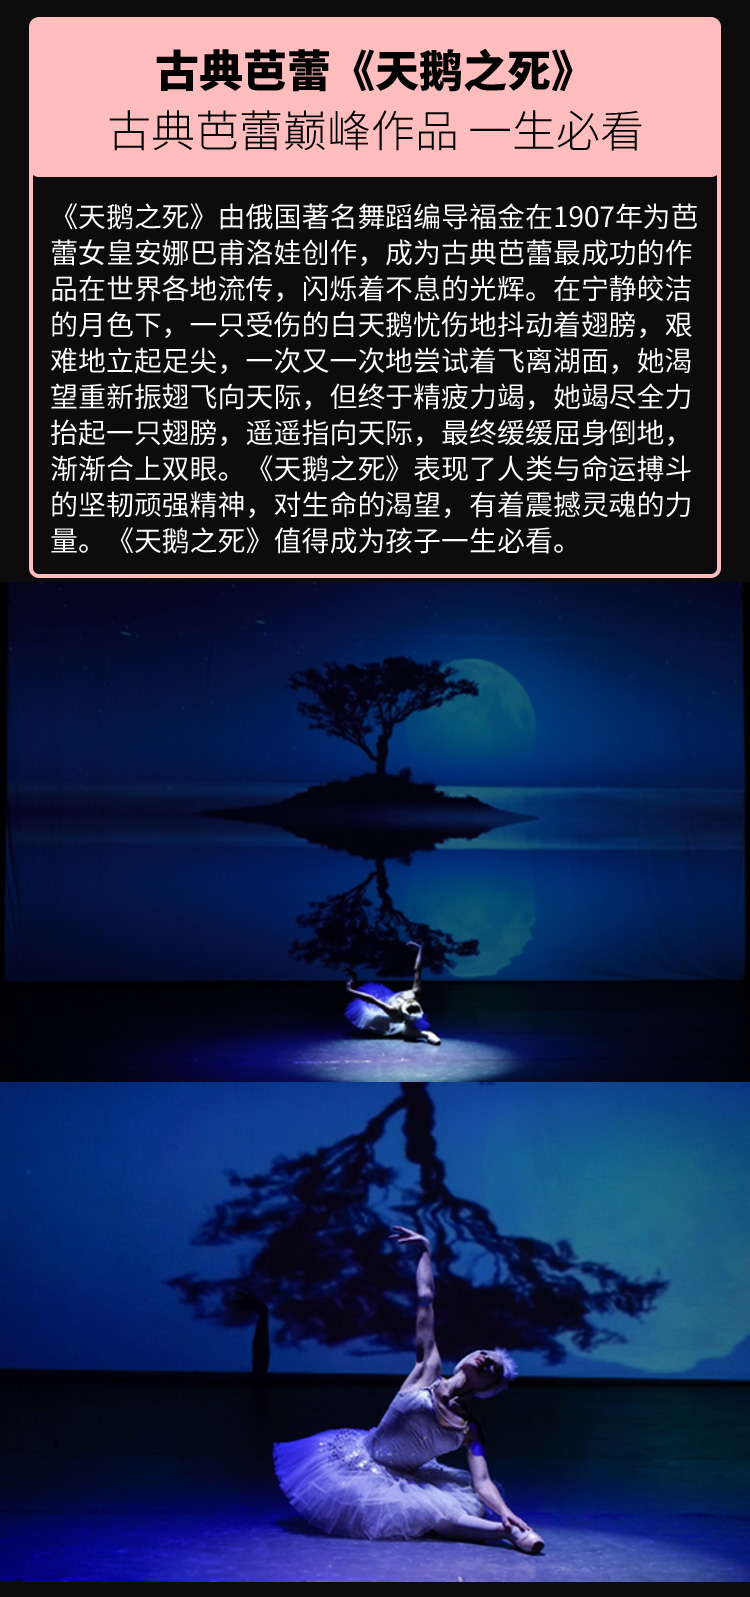 古典芭蕾《天鹅之死》
古典芭蕾巅峰作品 一生必看
《天鹅之死》由俄国著名舞蹈编导福金在1907年为芭
蕾女皇安娜巴甫洛娃创作，成为古典芭蕾最成功的作
品在世界各地流传，闪烁着不息的光辉。在宁静皎洁
的月色下，一只受伤的白天鹅忧伤地抖动着翅膀，艰
难地立起足尖，一次又一次地尝试着飞离湖面，她渴
望重新振翅飞向天际，但终于精疲力竭，她竭尽全力
抬起一只翅膀，遥遥指向天际，最终缓缓屈身倒地，
渐渐合上双眼。《天鹅之死》表现了人类与命运搏斗
的坚韧顽强精神，对生命的渴望，有着震撼灵魂的力
量。《天鹅之死》值得成为孩子一生必看。